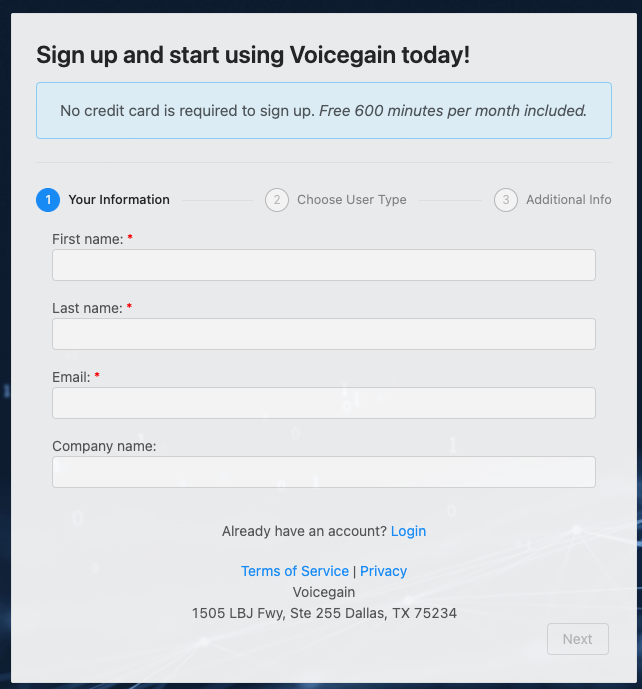 Sign up and start using Voicegain today!
No credit card is required to sign up. Free 600 minutes per month included.
1 Your Information 2 Choose User Type 3 Additional Info
First name: *
Last name: *
Email: *
Company name:
Already have an account? Login
Terms of Service | Privacy
Voicegain
1505 LBJ Fwy, Ste 255 Dallas, TX 75234
Next